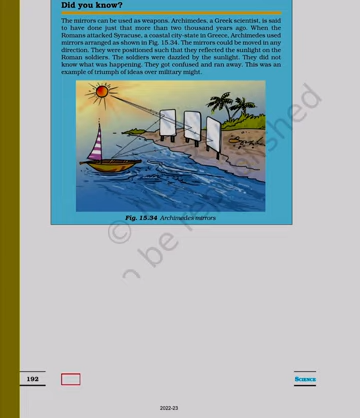 Did you know?
The mirrors can be used as weapons. Archimedes, a Greek scientist, is said
to have done just that more than two thousand years ago. When the
Romans attacked Syracuse, a coastal city-state in Greece, Archimedes used
mirrors arranged as shown in Fig. 15.34. The mirrors could be moved in any
direction. They were positioned such that they reflected the sunlight on the
Roman soldiers. The soldiers were dazzled by the sunlight. They did not
know what was happening. They got confused and ran away. This was an
example of triumph of ideas over military might.
Fig. 15.34 Archimedes mirrors
be republished
192
Science
2022-23